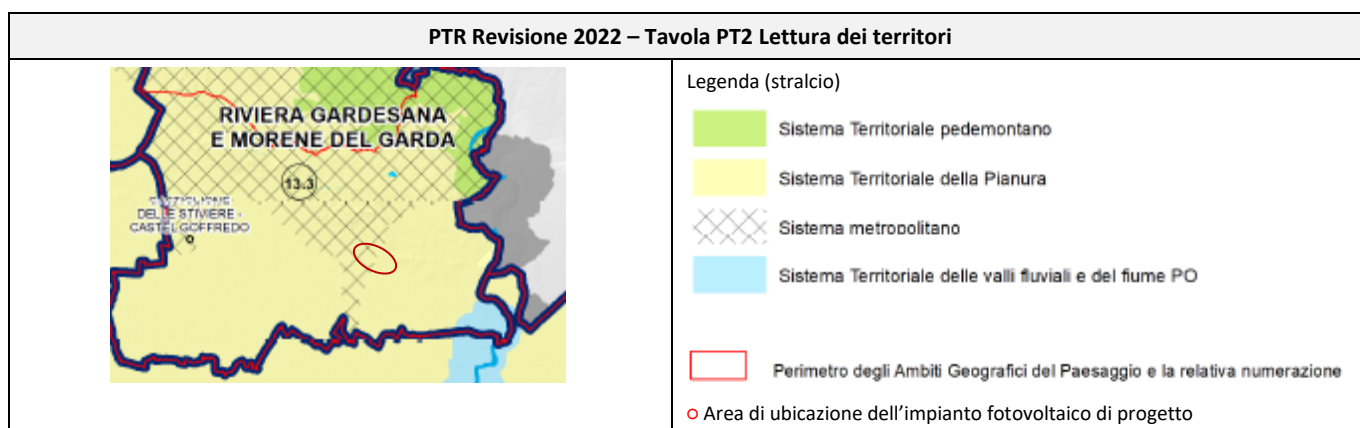 PTR Revisione 2022 – Tavola PT2 Lettura dei territori
RIVIERA GARDESANA
E MORENE DEL GARDA
13.3
DELLE STIVIERE -
CASTEL GOFFREDO
Legenda (stralcio)
Sistema Territoriale pedemontano
Sistema Territoriale della Pianura
Sistema metropolitano
Sistema Territoriale delle valli fluviali e del fiume PO
Perimetro degli Ambiti Geografici del Paesaggio e la relativa numerazione
Area di ubicazione dell’impianto fotovoltaico di progetto